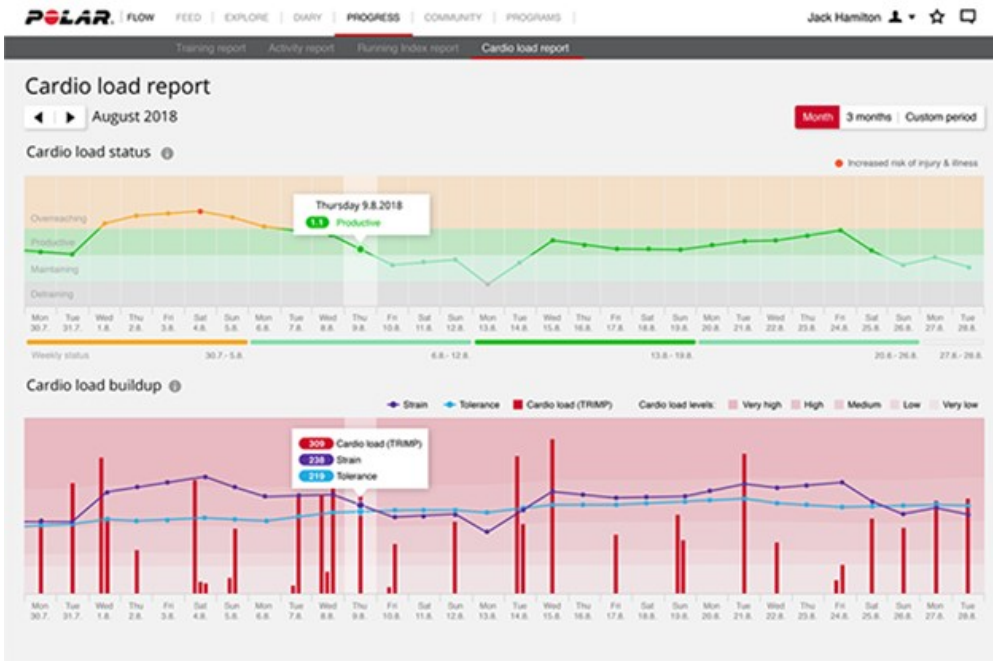 POLAR. FLOW FEED EXPLORE DIARY PROGRESS COMMUNITY PROGRAMS Jack Hamilton
Training report Activity report Running Index report Cardio load report
Cardio load report
August 2018
Month 3 months Custom period
Cardio load status
Increased risk of injury & illness
Thursday 9.8.2018
1.1 Productive
Overreaching
Productive
Maintaining
Detraining
Mon Tue Wed Thu Fri Sat Sun Mon Tue Wed Thu Fri Sat Sun Mon Tue Wed Thu Fri Sat Sun Mon Tue Wed Thu Fri Sat Sun Mon Tue
30.7. 31.7. 1.8. 2.8. 3.8. 4.8. 5.8. 6.8. 7.8. 8.8. 9.8. 10.8. 11.8. 12.8. 13.8. 14.8. 15.8. 16.8. 17.8. 18.8. 19.8. 20.8. 21.8. 22.8. 23.8. 24.8. 25.8. 26.8. 27.8. 28.8.
Weekly status 30.7.- 5.8. 6.8.- 12.8. 13.8.- 19.8. 20.8.- 26.8. 27.8.- 28.8.
Cardio load buildup
Strain Tolerance Cardio load (TRIMP) Cardio load levels: Very high High Medium Low Very low
309 Cardio load (TRIMP)
238 Strain
219 Tolerance
Mon Tue Wed Thu Fri Sat Sun Mon Tue Wed Thu Fri Sat Sun Mon Tue Wed Thu Fri Sat Sun Mon Tue Wed Thu Fri Sat Sun Mon Tue
30.7. 31.7. 1.8. 2.8. 3.8. 4.8. 5.8. 6.8. 7.8. 8.8. 9.8. 10.8. 11.8. 12.8. 13.8. 14.8. 15.8. 16.8. 17.8. 18.8. 19.8. 20.8. 21.8. 22.8. 23.8. 24.8. 25.8. 26.8. 27.8. 28.8.